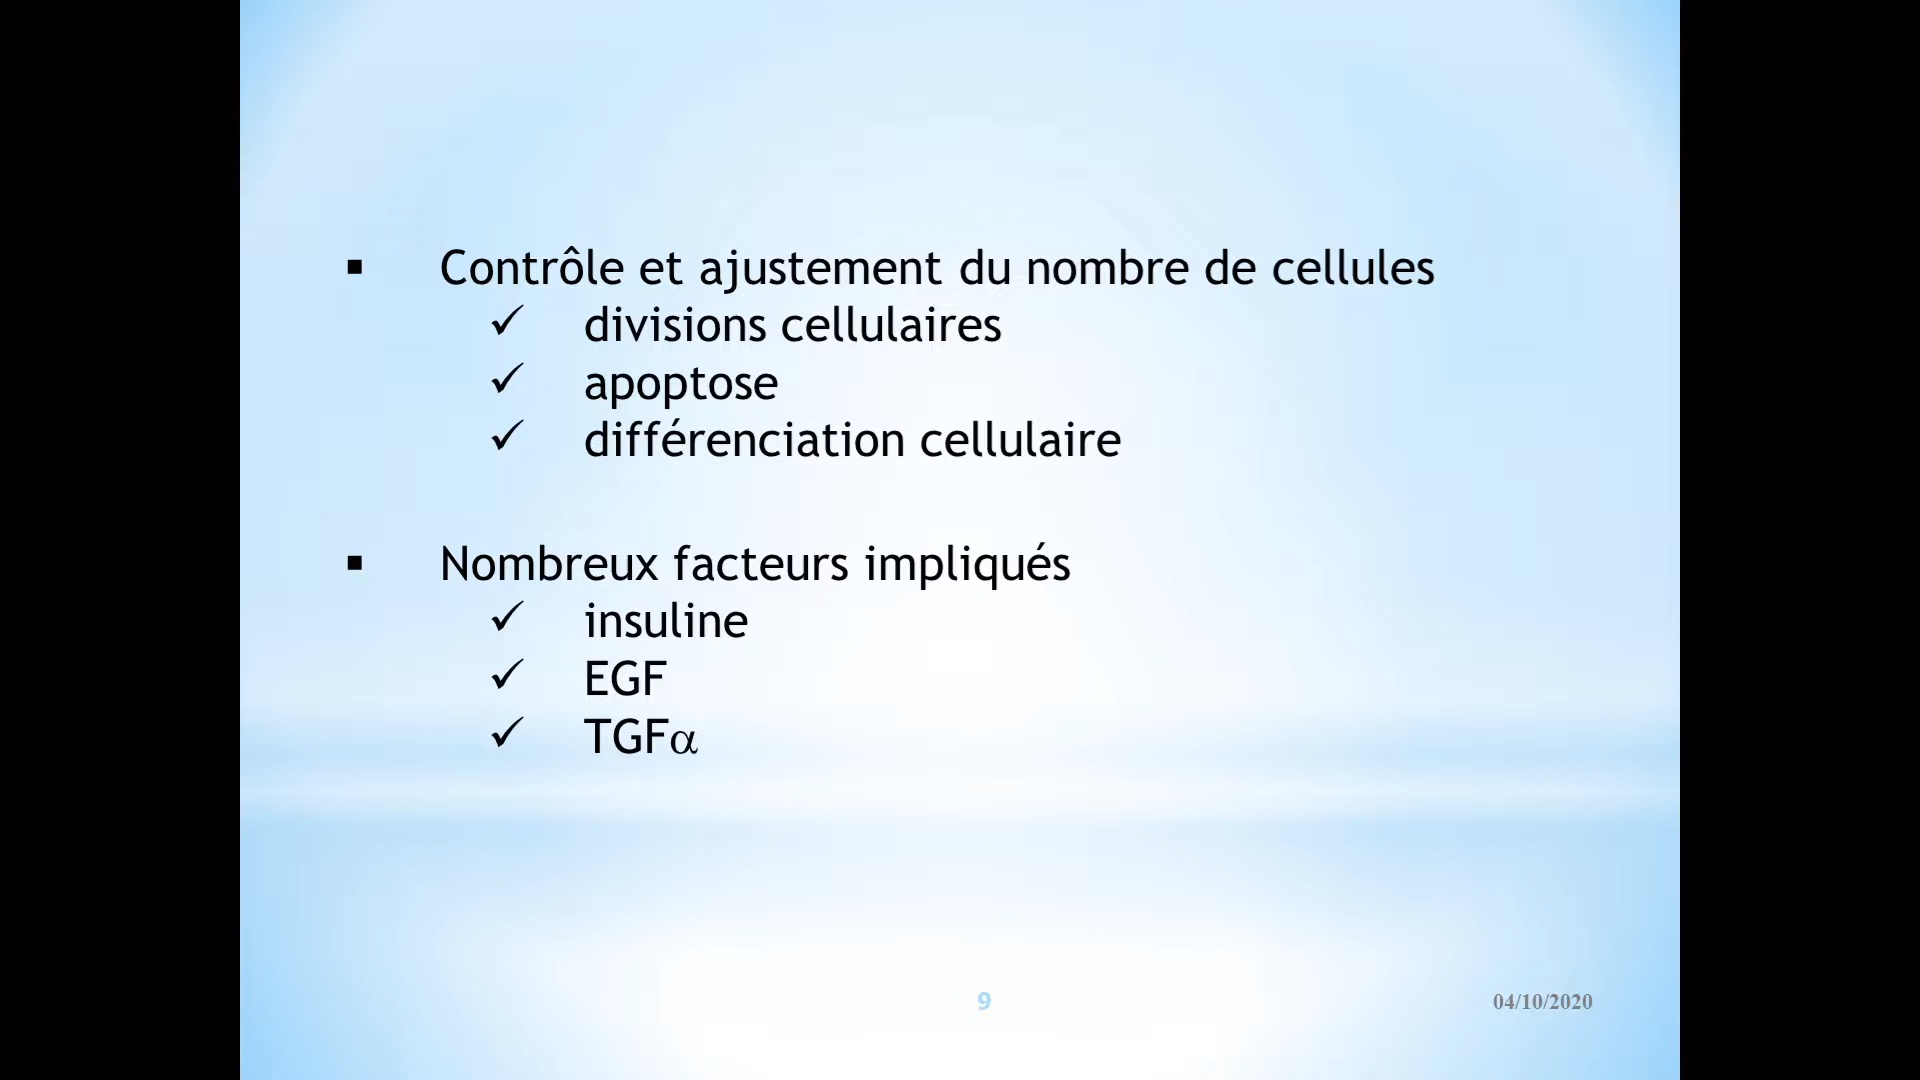 ▪ Contrôle et ajustement du nombre de cellules
✓ divisions cellulaires
✓ apoptose
✓ différenciation cellulaire
▪ Nombreux facteurs impliqués
✓ insuline
✓ EGF
✓ TGFα
9
04/10/2020